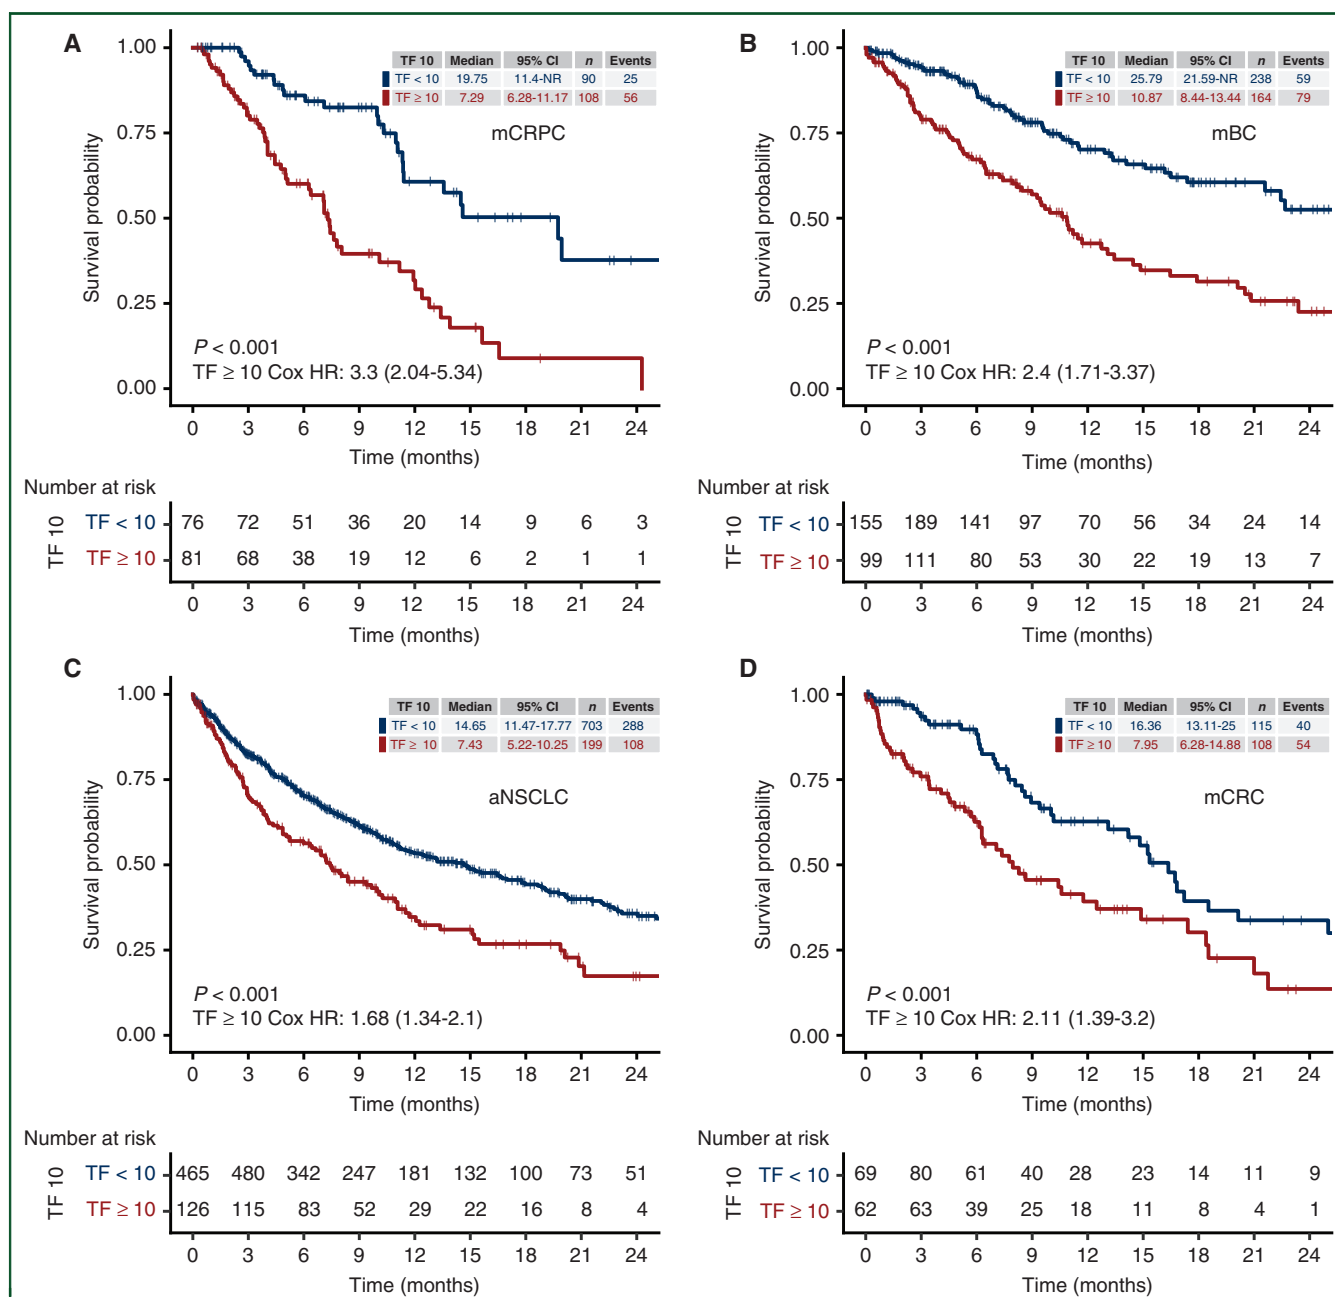 A
1.00
0.75
0.50
0.25
0.00
Survival probability
TF 10 Median 95% CI n Events
TF < 10 19.75 11.4-NR 90 25
TF ≥ 10 7.29 6.28-11.17 108 56
mCRPC
P < 0.001
TF ≥ 10 Cox HR: 3.3 (2.04-5.34)
0 3 6 9 12 15 18 21 24
Time (months)
Number at risk
TF 10
TF < 10 76 72 51 36 20 14 9 6 3
TF ≥ 10 81 68 38 19 12 6 2 1 1
0 3 6 9 12 15 18 21 24
Time (months)
B
1.00
0.75
0.50
0.25
0.00
Survival probability
TF 10 Median 95% CI n Events
TF < 10 25.79 21.59-NR 238 59
TF ≥ 10 10.87 8.44-13.44 164 79
mBC
P < 0.001
TF ≥ 10 Cox HR: 2.4 (1.71-3.37)
0 3 6 9 12 15 18 21 24
Time (months)
Number at risk
TF 10
TF < 10 155 189 141 97 70 56 34 24 14
TF ≥ 10 99 111 80 53 30 22 19 13 7
0 3 6 9 12 15 18 21 24
Time (months)
C
1.00
0.75
0.50
0.25
0.00
Survival probability
TF 10 Median 95% CI n Events
TF < 10 14.65 11.47-17.77 703 288
TF ≥ 10 7.43 5.22-10.25 199 108
aNSCLC
P < 0.001
TF ≥ 10 Cox HR: 1.68 (1.34-2.1)
0 3 6 9 12 15 18 21 24
Time (months)
Number at risk
TF 10
TF < 10 465 480 342 247 181 132 100 73 51
TF ≥ 10 126 115 83 52 29 22 16 8 4
0 3 6 9 12 15 18 21 24
Time (months)
D
1.00
0.75
0.50
0.25
0.00
Survival probability
TF 10 Median 95% CI n Events
TF < 10 16.36 13.11-25 115 40
TF ≥ 10 7.95 6.28-14.88 108 54
mCRC
P < 0.001
TF ≥ 10 Cox HR: 2.11 (1.39-3.2)
0 3 6 9 12 15 18 21 24
Time (months)
Number at risk
TF 10
TF < 10 69 80 61 40 28 23 14 11 9
TF ≥ 10 62 63 39 25 18 11 8 4 1
0 3 6 9 12 15 18 21 24
Time (months)